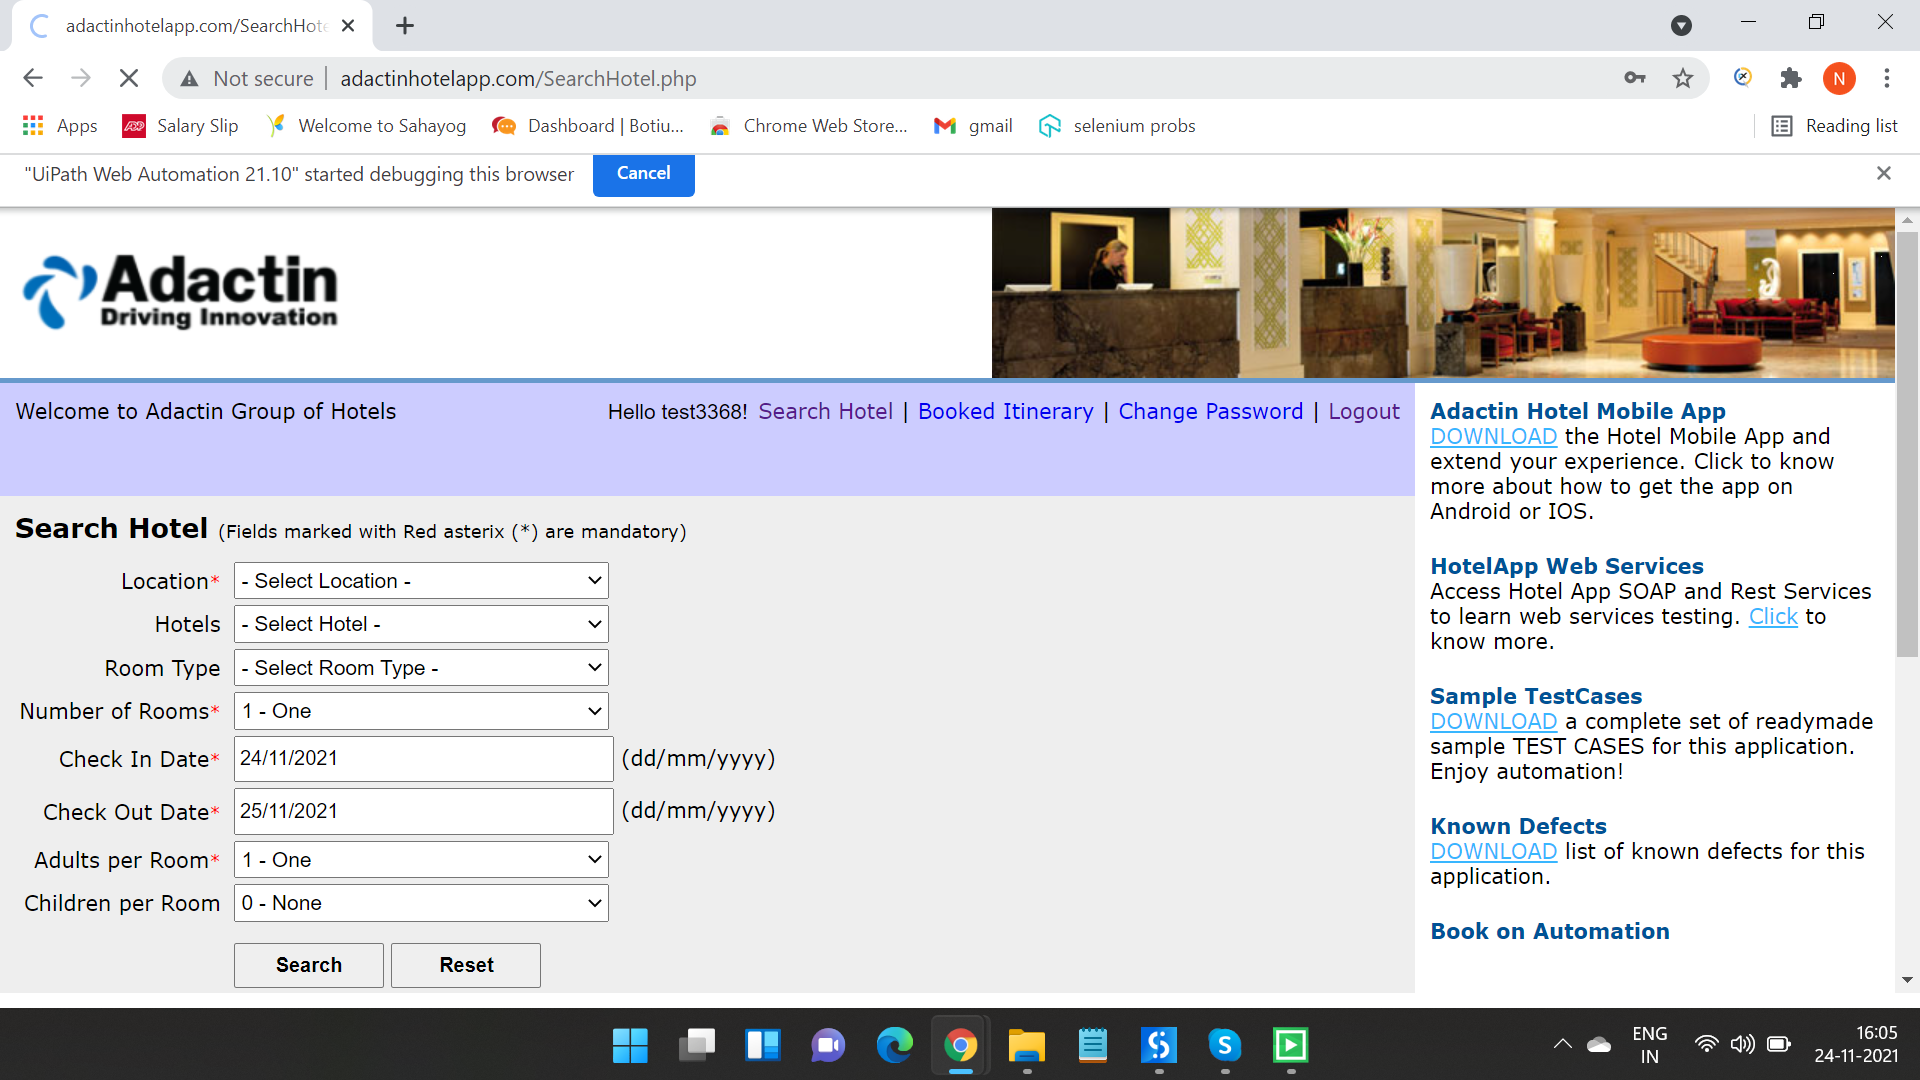 adactinhotelapp.com/SearchHote
Not secure
adactinhotelapp.com/SearchHotel.php
N
Apps
ADP
Salary Slip
Welcome to Sahayog
Dashboard | Botiu...
Chrome Web Store...
gmail
selenium probs
Reading list
"UiPath Web Automation 21.10" started debugging this browser
Cancel
Adactin
Driving Innovation
Welcome to Adactin Group of Hotels
Hello test3368! Search Hotel | Booked Itinerary | Change Password | Logout
Search Hotel (Fields marked with Red asterix (*) are mandatory)
Location* - Select Location -
Hotels - Select Hotel -
Room Type - Select Room Type -
Number of Rooms* 1 - One
Check In Date* 24/11/2021 (dd/mm/yyyy)
Check Out Date* 25/11/2021 (dd/mm/yyyy)
Adults per Room* 1 - One
Children per Room 0 - None
Search Reset
Adactin Hotel Mobile App
DOWNLOAD the Hotel Mobile App and
extend your experience. Click to know
more about how to get the app on
Android or IOS.
HotelApp Web Services
Access Hotel App SOAP and Rest Services
to learn web services testing. Click to
know more.
Sample TestCases
DOWNLOAD a complete set of readymade
sample TEST CASES for this application.
Enjoy automation!
Known Defects
DOWNLOAD list of known defects for this
application.
Book on Automation
S
ENG
IN
16:05
24-11-2021